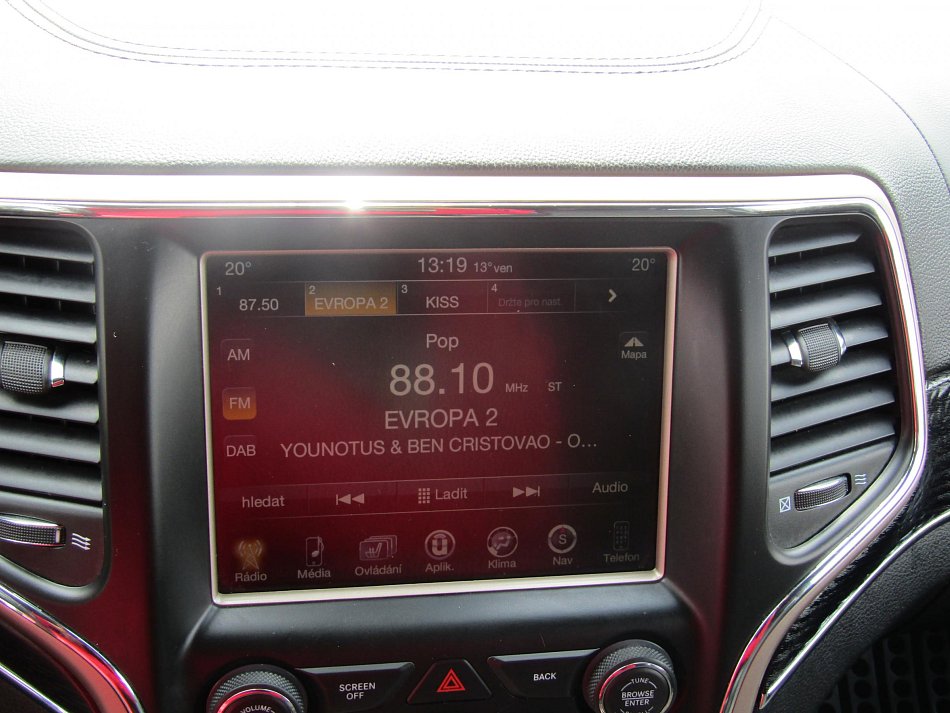 20° 13:19 13°ven 20°
1 87.50 2 EVROPA 2 3 KISS 4 Držte pro nast.
Pop
AM
Mapa
88.10 MHz ST
FM
EVROPA 2
DAB
YOUNOTUS & BEN CRISTOVAO - O...
hledat Ladit Audio
Rádio Média Ovládání Aplik. Klima Nav Telefon
SCREEN OFF
BACK
TUNE
BROWSE
ENTER
VOLUME